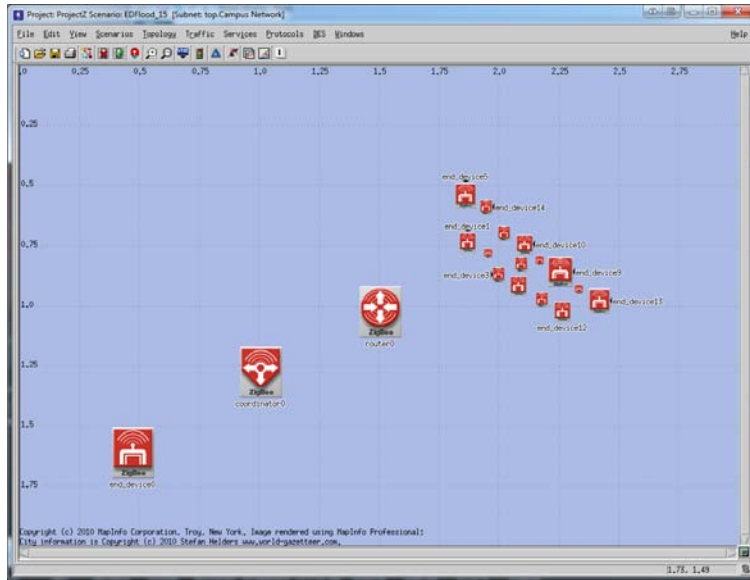 Project: ProjectZ Scenario: EDFlood_15 [Subnet: top.Campus Network]
File Edit View Scenarios Topology Traffic Services Protocols DES Windows Help
0.25 0.5 0.75 1.0 1.25 1.5 1.75 2.0 2.25 2.5 2.75
0.25
0.5
end_device5
end_device14
end_device1
0.75
end_device10
end_device3
end_device9
1.0
end_device13
end_device12
ZigBee
router0
1.25
ZigBee
coordinator0
1.5
ZigBee
end_device0
1.75
Copyright (c) 2010 MapInfo Corporation, Troy, New York, Image rendered using MapInfo Professional;
City information is Copyright (c) 2010 Stefan Helders www.world-gazetteer.com.
1.75, 1.49